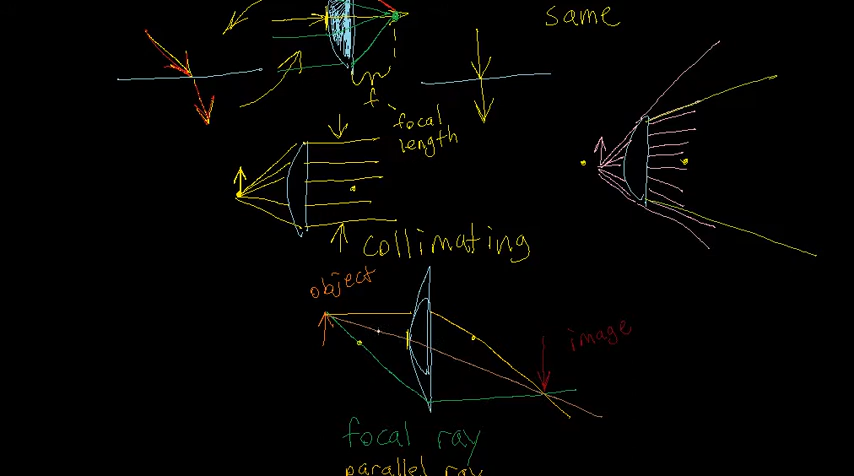 same
f
focal
length
collimating
object
image
focal ray
parallel ray